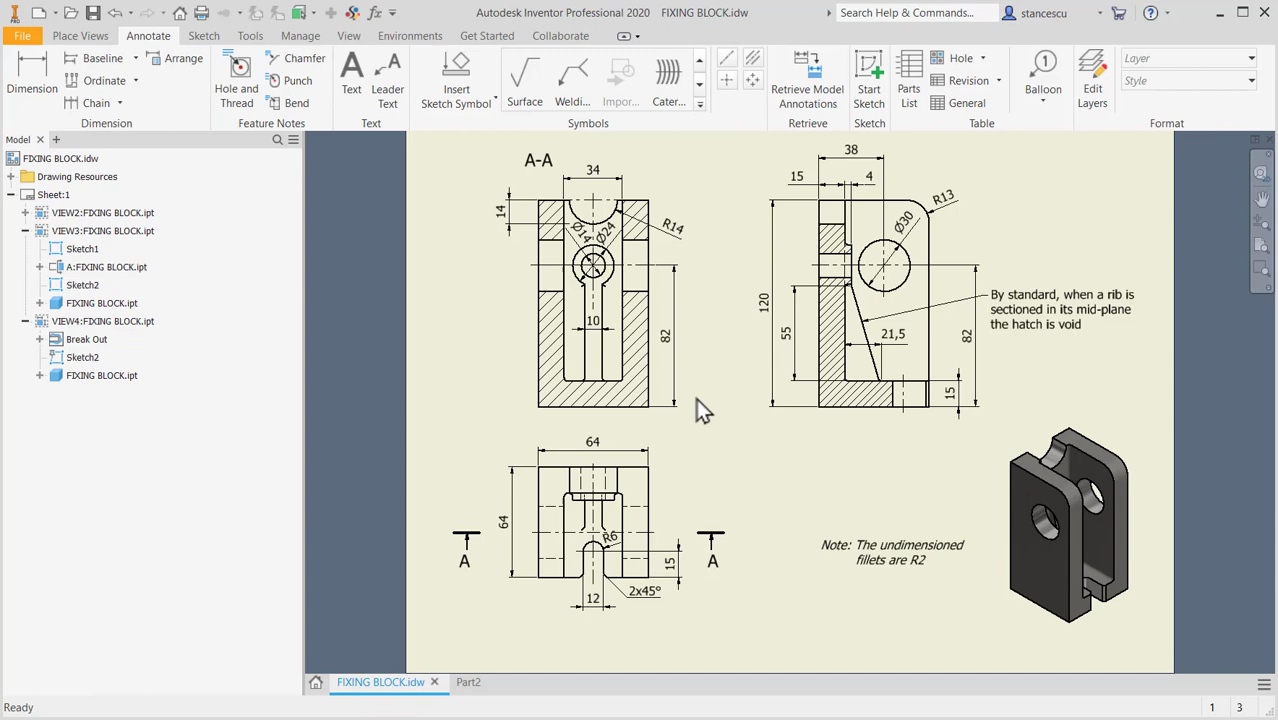 Autodesk Inventor Professional 2020 FIXING BLOCK.idw
Search Help & Commands...
stancescu
PRO
File Place Views Annotate Sketch Tools Manage View Environments Get Started Collaborate
Dimension
Baseline
Ordinate
Chain
Arrange
Dimension
Hole and Thread
Chamfer
Punch
Bend
Feature Notes
Text
Leader Text
Text
Insert Sketch Symbol
Surface
Weldi...
Impor...
Cater...
Symbols
Retrieve Model Annotations
Retrieve
Start Sketch
Sketch
Parts List
Hole
Revision
General
Table
Balloon
Edit Layers
Layer
Style
Format
Model
FIXING BLOCK.idw
Drawing Resources
Sheet:1
VIEW2:FIXING BLOCK.ipt
VIEW3:FIXING BLOCK.ipt
Sketch1
A:FIXING BLOCK.ipt
Sketch2
FIXING BLOCK.ipt
VIEW4:FIXING BLOCK.ipt
Break Out
Sketch2
FIXING BLOCK.ipt
A-A
34
14
R14
Ø14
Ø24
10
82
38
15
4
R13
Ø30
120
55
21,5
82
15
By standard, when a rib is
sectioned in its mid-plane
the hatch is void
64
64
R6
15
A
A
12
2x45°
Note: The undimensioned
fillets are R2
FIXING BLOCK.idw
Part2
Ready
1
3